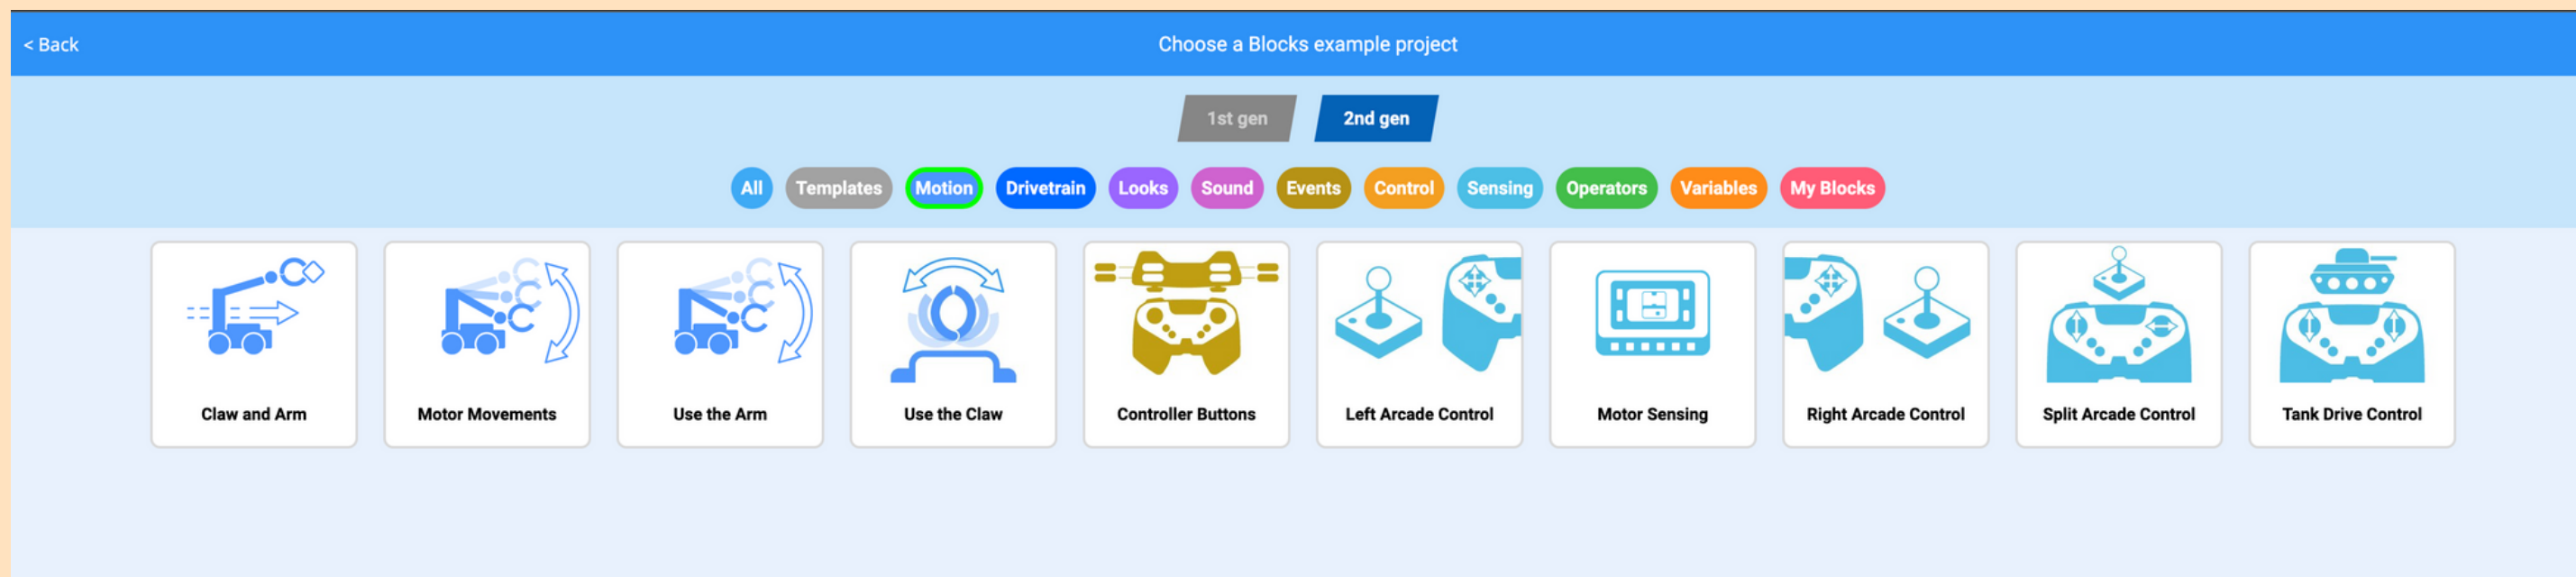 < Back
Choose a Blocks example project
1st gen 2nd gen
All Templates Motion Drivetrain Looks Sound Events Control Sensing Operators Variables My Blocks
Claw and Arm
Motor Movements
Use the Arm
Use the Claw
Controller Buttons
Left Arcade Control
Motor Sensing
Right Arcade Control
Split Arcade Control
Tank Drive Control